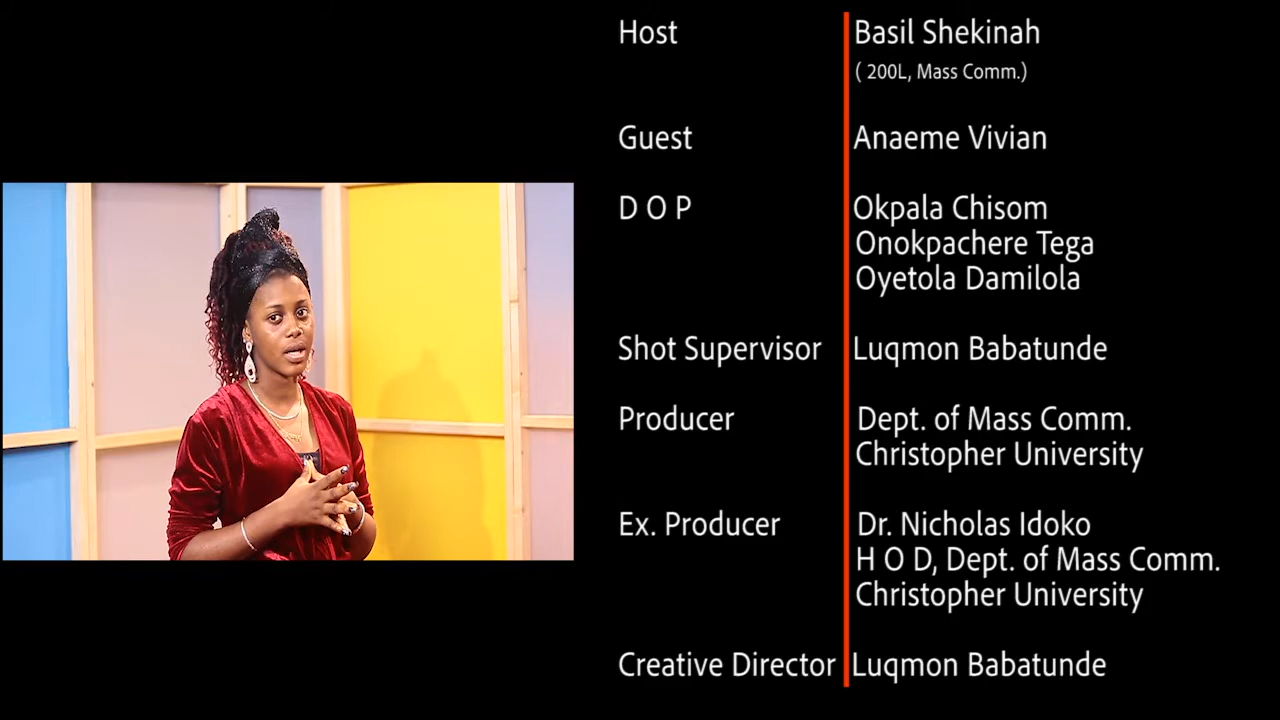 Host Basil Shekinah
( 200L, Mass Comm.)
Guest Anaeme Vivian
D O P Okpala Chisom
Onokpachere Tega
Oyetola Damilola
Shot Supervisor Luqmon Babatunde
Producer Dept. of Mass Comm.
Christopher University
Ex. Producer Dr. Nicholas Idoko
H O D, Dept. of Mass Comm.
Christopher University
Creative Director Luqmon Babatunde